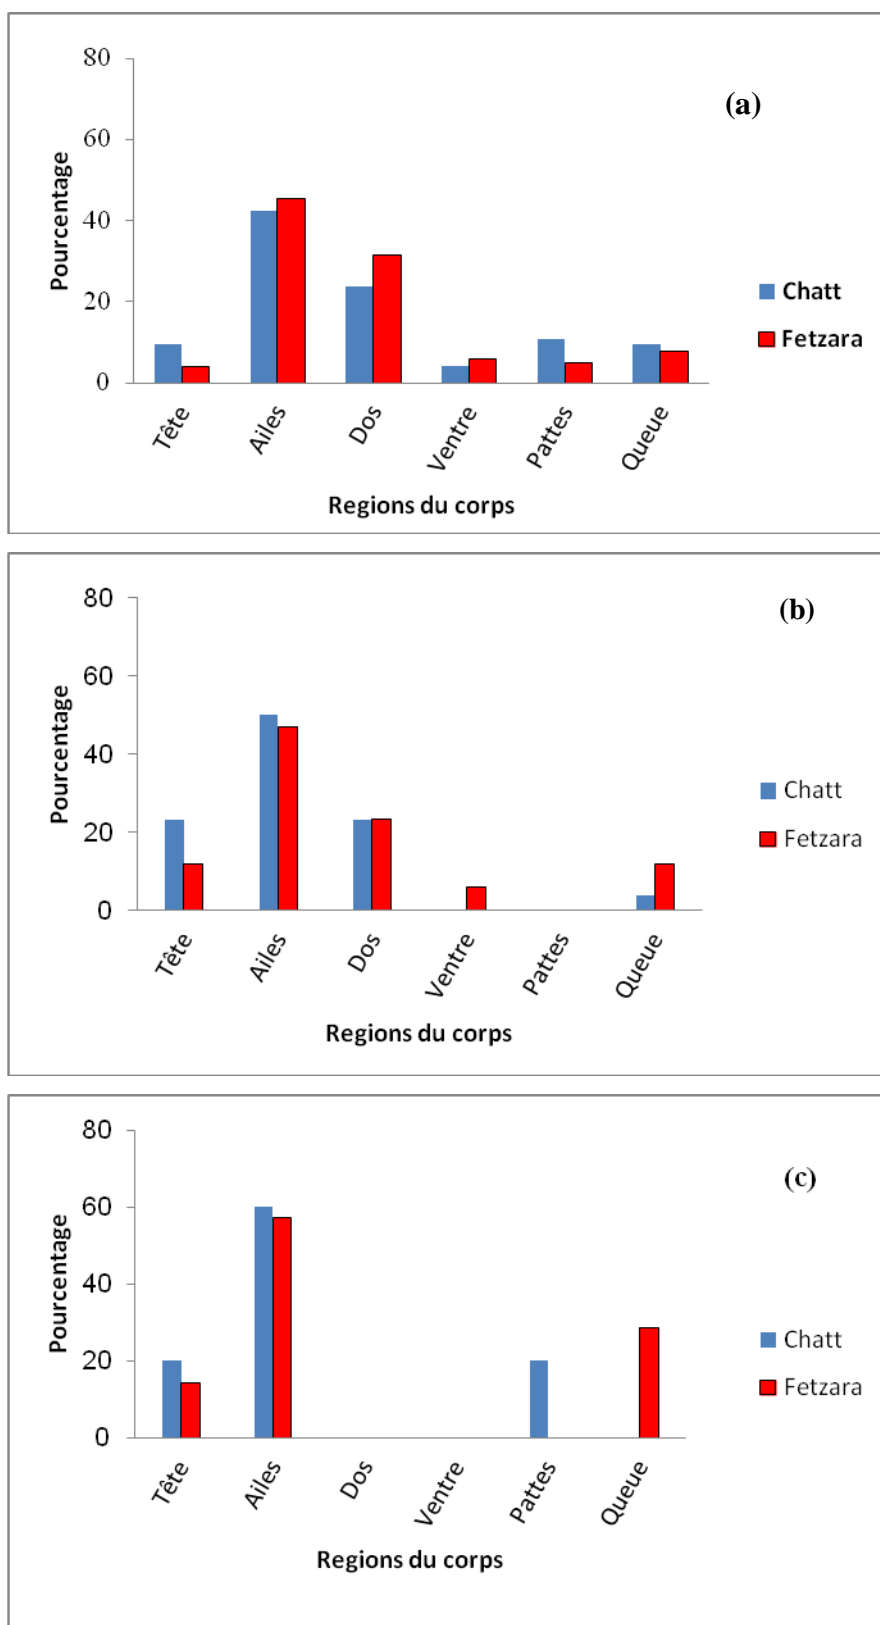 80
(a)
60
Pourcentage
40
20
0
Chatt
Fetzara
Tête
Ailes
Dos
Ventre
Pattes
Queue
Regions du corps
80
(b)
60
Pourcentage
40
20
0
Chatt
Fetzara
Tête
Ailes
Dos
Ventre
Pattes
Queue
Regions du corps
80
(c)
60
Pourcentage
40
20
0
Chatt
Fetzara
Tête
Ailes
Dos
Ventre
Pattes
Queue
Regions du corps